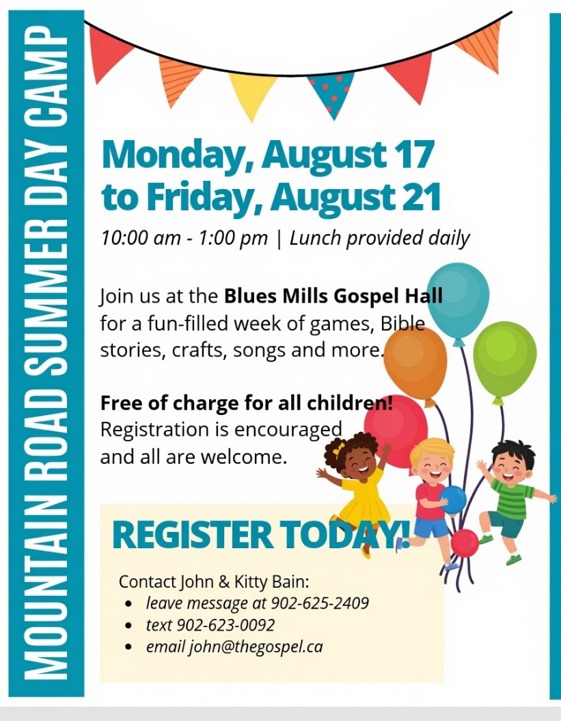 MOUNTAIN ROAD SUMMER DAY CAMP
Monday, August 17
to Friday, August 21
10:00 am - 1:00 pm | Lunch provided daily
Join us at the Blues Mills Gospel Hall
for a fun-filled week of games, Bible
stories, crafts, songs and more.
Free of charge for all children!
Registration is encouraged
and all are welcome.
REGISTER TODAY!
Contact John & Kitty Bain:
• leave message at 902-625-2409
• text 902-623-0092
• email john@thegospel.ca